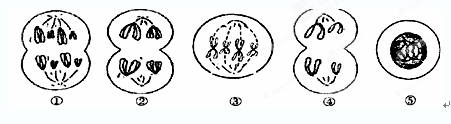 ① ② ③ ④ ⑤